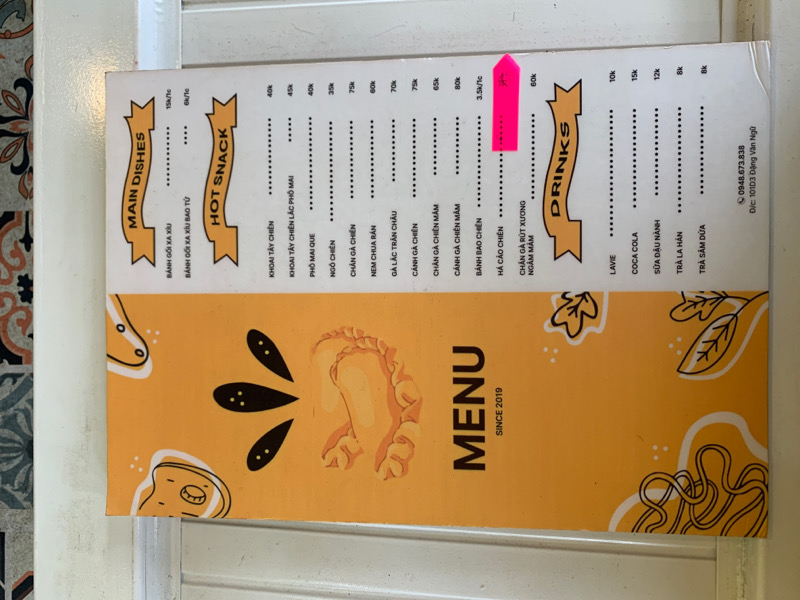 MENU
SINCE 2019
MAIN DISHES
BÁNH GỐI XA XÍU 15k/1c
BÁNH GỐI XA XÍU BAO TỬ 6k/1c
HOT SNACK
KHOAI TÂY CHIÊN 40k
KHOAI TÂY CHIÊN LẮC PHÔ MAI 45k
PHÔ MAI QUE 40k
NGÔ CHIÊN 35k
CHÂN GÀ CHIÊN 75k
NEM CHUA RÁN 60k
GÀ LẮC TRÂN CHÂU 70k
CÁNH GÀ CHIÊN 75k
CHÂN GÀ CHIÊN MẮM 65k
CÁNH GÀ CHIÊN MẮM 80k
BÁNH BAO CHIÊN 3.5k/1c
HÁ CẢO CHIÊN
CHÂN GÀ RÚT XƯƠNG
NGÂM MẮM 60k
DRINKS
LAVIE 10k
COCA COLA 15k
SỮA ĐẬU NÀNH 12k
TRÀ LA HÁN 8k
TRÀ SÂM DỨA 8k
0948.673.838
Đ/c: 101D3 Đặng Văn Ngữ